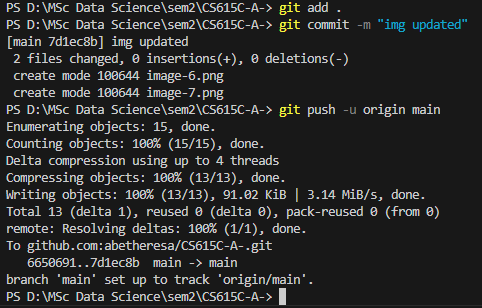 PS D:\MSc Data Science\sem2\CS615C-A-> git add .
PS D:\MSc Data Science\sem2\CS615C-A-> git commit -m "img updated"
[main 7d1ec8b] img updated
 2 files changed, 0 insertions(+), 0 deletions(-)
 create mode 100644 image-6.png
 create mode 100644 image-7.png
PS D:\MSc Data Science\sem2\CS615C-A-> git push -u origin main
Enumerating objects: 15, done.
Counting objects: 100% (15/15), done.
Delta compression using up to 4 threads
Compressing objects: 100% (13/13), done.
Writing objects: 100% (13/13), 91.02 KiB | 3.14 MiB/s, done.
Total 13 (delta 1), reused 0 (delta 0), pack-reused 0 (from 0)
remote: Resolving deltas: 100% (1/1), done.
To github.com:abetheresa/CS615C-A-.git
   6650691..7d1ec8b  main -> main
branch 'main' set up to track 'origin/main'.
PS D:\MSc Data Science\sem2\CS615C-A->